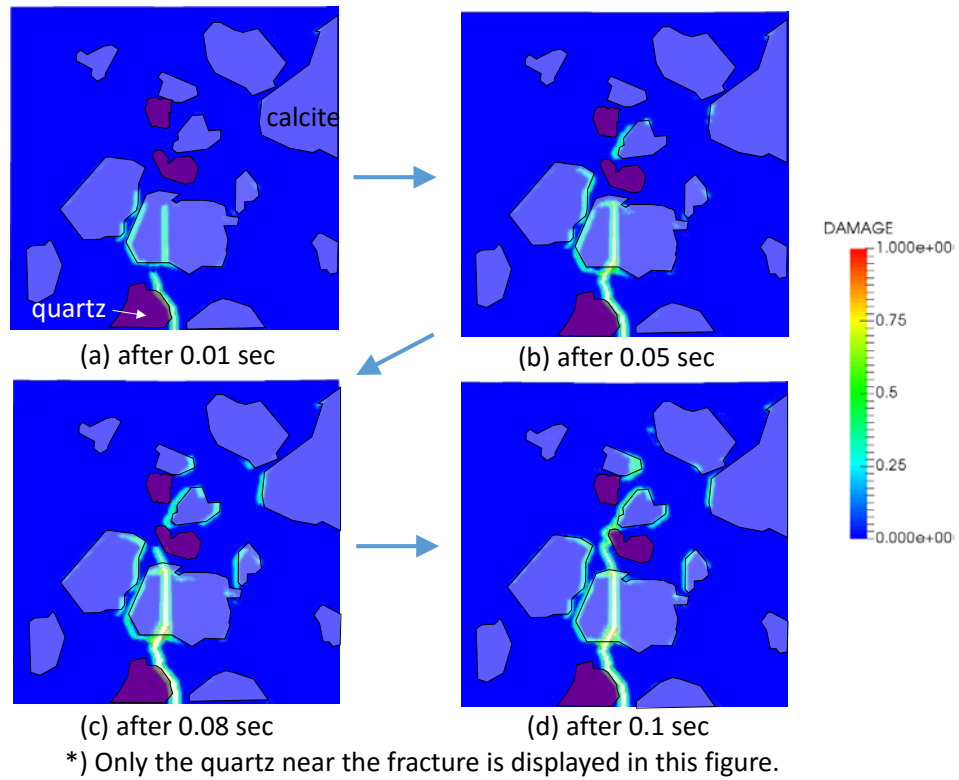 calcite
quartz
(a) after 0.01 sec
(b) after 0.05 sec
DAMAGE
1.000e+00
0.75
0.5
0.25
0.000e+00
(c) after 0.08 sec
(d) after 0.1 sec
*) Only the quartz near the fracture is displayed in this figure.